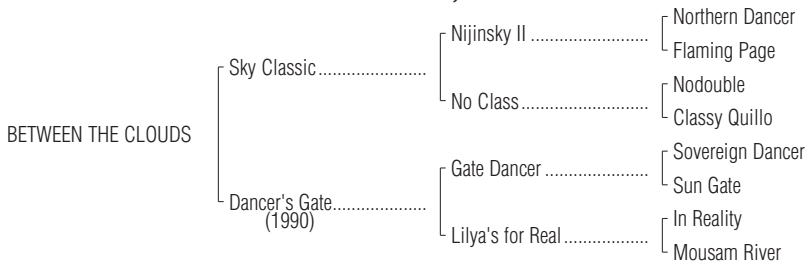 Northern Dancer
Nijinsky II ..........................
Flaming Page
Sky Classic.......................
Nodouble
No Class............................
Classy Quillo
BETWEEN THE CLOUDS
Sovereign Dancer
Gate Dancer .......................
Sun Gate
Dancer's Gate....................
(1990)
In Reality
Lilya's for Real...................
Mousam River